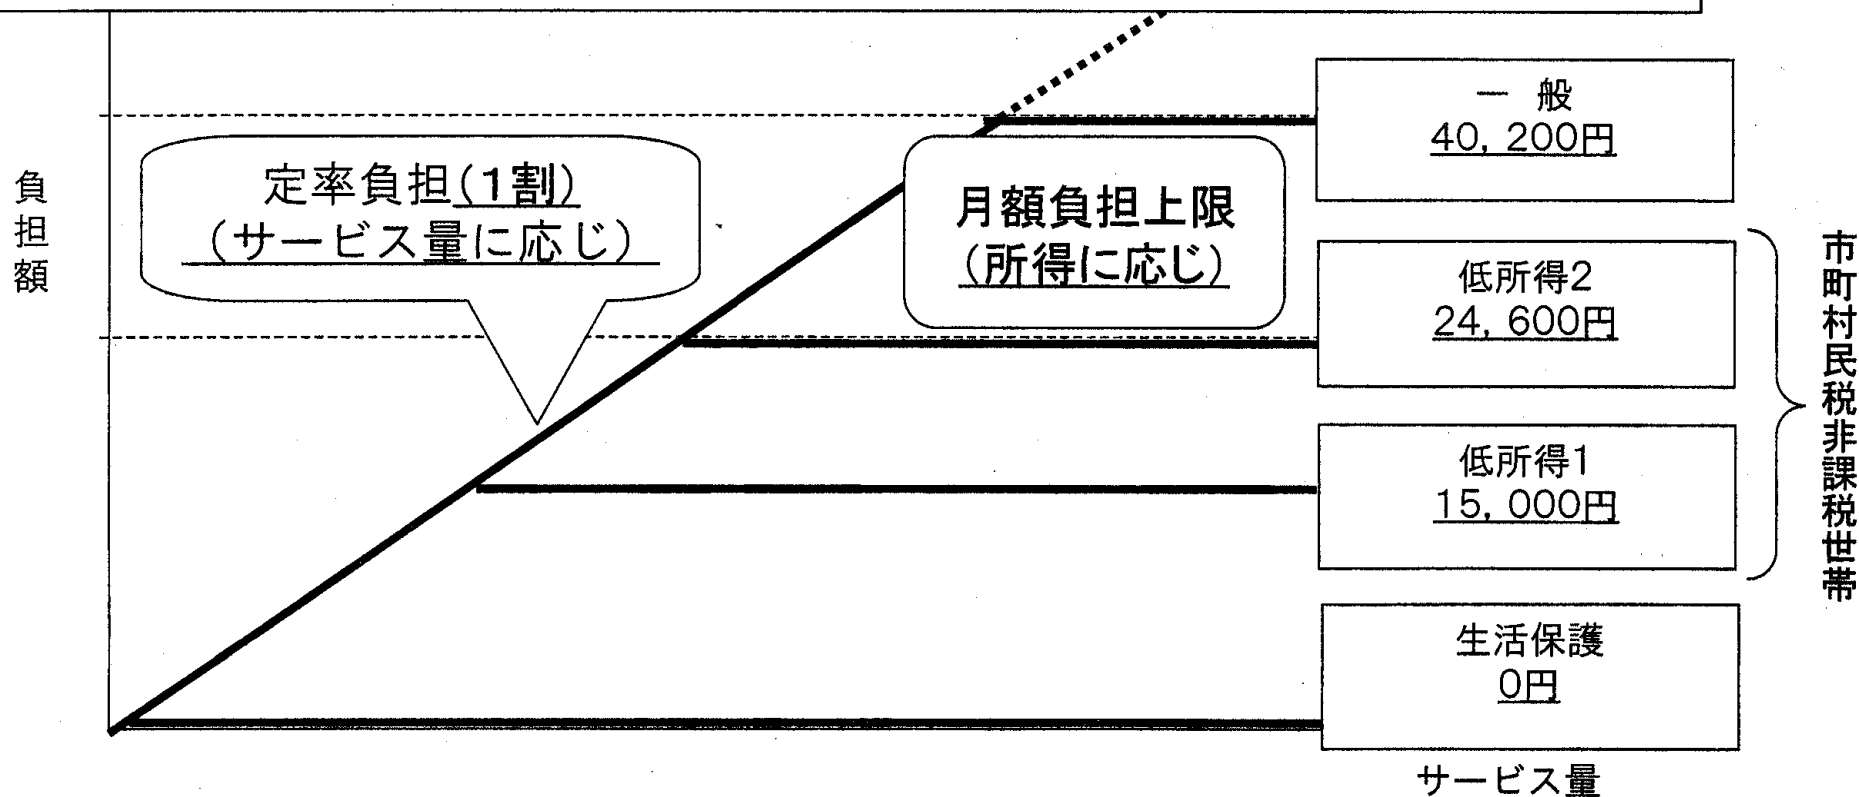 負担額
定率負担(1割)
(サービス量に応じ)
月額負担上限
(所得に応じ)
一 般
40, 200円
低所得2
24, 600円
低所得1
15, 000円
生活保護
0円
市町村民税非課税世帯
サービス量